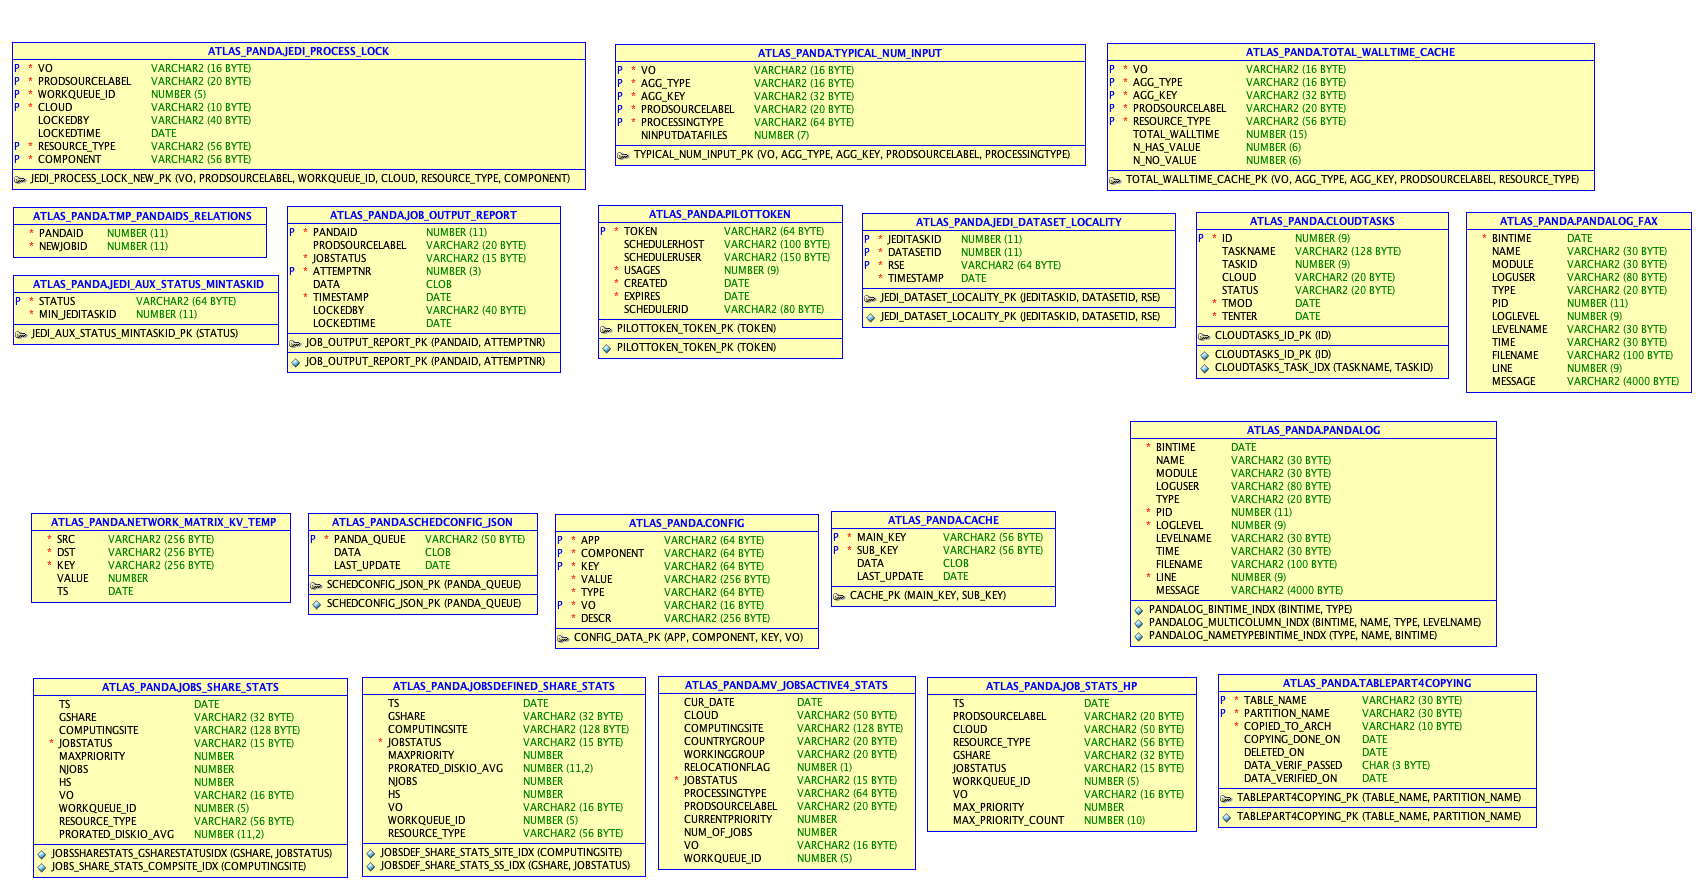 ATLAS_PANDA.JEDI_PROCESS_LOCK
P * VO VARCHAR2 (16 BYTE)
P * PRODSOURCELABEL VARCHAR2 (20 BYTE)
P * WORKQUEUE_ID NUMBER (5)
P * CLOUD VARCHAR2 (10 BYTE)
LOCKEDBY VARCHAR2 (40 BYTE)
LOCKEDTIME DATE
P * RESOURCE_TYPE VARCHAR2 (56 BYTE)
P * COMPONENT VARCHAR2 (56 BYTE)
JEDI_PROCESS_LOCK_NEW_PK (VO, PRODSOURCELABEL, WORKQUEUE_ID, CLOUD, RESOURCE_TYPE, COMPONENT)
ATLAS_PANDA.TYPICAL_NUM_INPUT
P * VO VARCHAR2 (16 BYTE)
P * AGG_TYPE VARCHAR2 (16 BYTE)
P * AGG_KEY VARCHAR2 (32 BYTE)
P * PRODSOURCELABEL VARCHAR2 (20 BYTE)
P * PROCESSINGTYPE VARCHAR2 (64 BYTE)
NINPUTDATAFILES NUMBER (7)
TYPICAL_NUM_INPUT_PK (VO, AGG_TYPE, AGG_KEY, PRODSOURCELABEL, PROCESSINGTYPE)
ATLAS_PANDA.TOTAL_WALLTIME_CACHE
P * VO VARCHAR2 (16 BYTE)
P * AGG_TYPE VARCHAR2 (16 BYTE)
P * AGG_KEY VARCHAR2 (32 BYTE)
P * PRODSOURCELABEL VARCHAR2 (20 BYTE)
P * RESOURCE_TYPE VARCHAR2 (56 BYTE)
TOTAL_WALLTIME NUMBER (15)
N_HAS_VALUE NUMBER (6)
N_NO_VALUE NUMBER (6)
TOTAL_WALLTIME_CACHE_PK (VO, AGG_TYPE, AGG_KEY, PRODSOURCELABEL, RESOURCE_TYPE)
ATLAS_PANDA.TMP_PANDAIDS_RELATIONS
* PANDAID NUMBER (11)
* NEWJOBID NUMBER (11)
ATLAS_PANDA.JEDI_AUX_STATUS_MINTASKID
P * STATUS VARCHAR2 (64 BYTE)
* MIN_JEDITASKID NUMBER (11)
JEDI_AUX_STATUS_MINTASKID_PK (STATUS)
ATLAS_PANDA.JOB_OUTPUT_REPORT
P * PANDAID NUMBER (11)
PRODSOURCELABEL VARCHAR2 (20 BYTE)
* JOBSTATUS VARCHAR2 (15 BYTE)
P * ATTEMPTNR NUMBER (3)
DATA CLOB
* TIMESTAMP DATE
LOCKEDBY VARCHAR2 (40 BYTE)
LOCKEDTIME DATE
JOB_OUTPUT_REPORT_PK (PANDAID, ATTEMPTNR)
JOB_OUTPUT_REPORT_PK (PANDAID, ATTEMPTNR)
ATLAS_PANDA.PILOTTOKEN
P * TOKEN VARCHAR2 (64 BYTE)
SCHEDULERHOST VARCHAR2 (100 BYTE)
SCHEDULERUSER VARCHAR2 (150 BYTE)
* USAGES NUMBER (9)
* CREATED DATE
* EXPIRES DATE
SCHEDULERID VARCHAR2 (80 BYTE)
PILOTTOKEN_TOKEN_PK (TOKEN)
PILOTTOKEN_TOKEN_PK (TOKEN)
ATLAS_PANDA.JEDI_DATASET_LOCALITY
P * JEDITASKID NUMBER (11)
P * DATASETID NUMBER (11)
P * RSE VARCHAR2 (64 BYTE)
* TIMESTAMP DATE
JEDI_DATASET_LOCALITY_PK (JEDITASKID, DATASETID, RSE)
JEDI_DATASET_LOCALITY_PK (JEDITASKID, DATASETID, RSE)
ATLAS_PANDA.CLOUDTASKS
P * ID NUMBER (9)
TASKNAME VARCHAR2 (128 BYTE)
TASKID NUMBER (9)
CLOUD VARCHAR2 (20 BYTE)
STATUS VARCHAR2 (20 BYTE)
* TMOD DATE
* TENTER DATE
CLOUDTASKS_ID_PK (ID)
CLOUDTASKS_ID_PK (ID)
CLOUDTASKS_TASK_IDX (TASKNAME, TASKID)
ATLAS_PANDA.PANDALOG_FAX
* BINTIME DATE
NAME VARCHAR2 (30 BYTE)
MODULE VARCHAR2 (30 BYTE)
LOGUSER VARCHAR2 (80 BYTE)
TYPE VARCHAR2 (20 BYTE)
PID NUMBER (11)
LOGLEVEL NUMBER (9)
LEVELNAME VARCHAR2 (30 BYTE)
TIME VARCHAR2 (30 BYTE)
FILENAME VARCHAR2 (100 BYTE)
LINE NUMBER (9)
MESSAGE VARCHAR2 (4000 BYTE)
ATLAS_PANDA.PANDALOG
* BINTIME DATE
NAME VARCHAR2 (30 BYTE)
MODULE VARCHAR2 (30 BYTE)
LOGUSER VARCHAR2 (80 BYTE)
TYPE VARCHAR2 (20 BYTE)
* PID NUMBER (11)
* LOGLEVEL NUMBER (9)
LEVELNAME VARCHAR2 (30 BYTE)
TIME VARCHAR2 (30 BYTE)
FILENAME VARCHAR2 (100 BYTE)
* LINE NUMBER (9)
MESSAGE VARCHAR2 (4000 BYTE)
PANDALOG_BINTIME_INDX (BINTIME, TYPE)
PANDALOG_MULTICOLUMN_INDX (BINTIME, NAME, TYPE, LEVELNAME)
PANDALOG_NAMETYPEBINTIME_INDX (TYPE, NAME, BINTIME)
ATLAS_PANDA.NETWORK_MATRIX_KV_TEMP
* SRC VARCHAR2 (256 BYTE)
* DST VARCHAR2 (256 BYTE)
* KEY VARCHAR2 (256 BYTE)
VALUE NUMBER
TS DATE
ATLAS_PANDA.SCHEDCONFIG_JSON
P * PANDA_QUEUE VARCHAR2 (50 BYTE)
DATA CLOB
LAST_UPDATE DATE
SCHEDCONFIG_JSON_PK (PANDA_QUEUE)
SCHEDCONFIG_JSON_PK (PANDA_QUEUE)
ATLAS_PANDA.CONFIG
P * APP VARCHAR2 (64 BYTE)
P * COMPONENT VARCHAR2 (64 BYTE)
P * KEY VARCHAR2 (64 BYTE)
* VALUE VARCHAR2 (256 BYTE)
* TYPE VARCHAR2 (64 BYTE)
P * VO VARCHAR2 (16 BYTE)
* DESCR VARCHAR2 (256 BYTE)
CONFIG_DATA_PK (APP, COMPONENT, KEY, VO)
ATLAS_PANDA.CACHE
P * MAIN_KEY VARCHAR2 (56 BYTE)
P * SUB_KEY VARCHAR2 (56 BYTE)
DATA CLOB
LAST_UPDATE DATE
CACHE_PK (MAIN_KEY, SUB_KEY)
ATLAS_PANDA.JOBS_SHARE_STATS
TS DATE
GSHARE VARCHAR2 (32 BYTE)
COMPUTINGSITE VARCHAR2 (128 BYTE)
* JOBSTATUS VARCHAR2 (15 BYTE)
MAXPRIORITY NUMBER
NJOBS NUMBER
HS NUMBER
VO VARCHAR2 (16 BYTE)
WORKQUEUE_ID NUMBER (5)
RESOURCE_TYPE VARCHAR2 (56 BYTE)
PRORATED_DISKIO_AVG NUMBER (11,2)
JOBSSHARESTATS_GSHARESTATUSIDX (GSHARE, JOBSTATUS)
JOBS_SHARE_STATS_COMPSITE_IDX (COMPUTINGSITE)
ATLAS_PANDA.JOBSDEFINED_SHARE_STATS
TS DATE
GSHARE VARCHAR2 (32 BYTE)
COMPUTINGSITE VARCHAR2 (128 BYTE)
* JOBSTATUS VARCHAR2 (15 BYTE)
MAXPRIORITY NUMBER
PRORATED_DISKIO_AVG NUMBER (11,2)
NJOBS NUMBER
HS NUMBER
VO VARCHAR2 (16 BYTE)
WORKQUEUE_ID NUMBER (5)
RESOURCE_TYPE VARCHAR2 (56 BYTE)
JOBSDEF_SHARE_STATS_SITE_IDX (COMPUTINGSITE)
JOBSDEF_SHARE_STATS_SS_IDX (GSHARE, JOBSTATUS)
ATLAS_PANDA.MV_JOBSACTIVE4_STATS
CUR_DATE DATE
CLOUD VARCHAR2 (50 BYTE)
COMPUTINGSITE VARCHAR2 (128 BYTE)
COUNTRYGROUP VARCHAR2 (20 BYTE)
WORKINGGROUP VARCHAR2 (20 BYTE)
RELOCATIONFLAG NUMBER (1)
* JOBSTATUS VARCHAR2 (15 BYTE)
PROCESSINGTYPE VARCHAR2 (64 BYTE)
PRODSOURCELABEL VARCHAR2 (20 BYTE)
CURRENTPRIORITY NUMBER
NUM_OF_JOBS NUMBER
VO VARCHAR2 (16 BYTE)
WORKQUEUE_ID NUMBER (5)
ATLAS_PANDA.JOB_STATS_HP
TS DATE
PRODSOURCELABEL VARCHAR2 (20 BYTE)
CLOUD VARCHAR2 (50 BYTE)
RESOURCE_TYPE VARCHAR2 (56 BYTE)
GSHARE VARCHAR2 (32 BYTE)
JOBSTATUS VARCHAR2 (15 BYTE)
WORKQUEUE_ID NUMBER (5)
VO VARCHAR2 (16 BYTE)
MAX_PRIORITY NUMBER
MAX_PRIORITY_COUNT NUMBER (10)
ATLAS_PANDA.TABLEPART4COPYING
P * TABLE_NAME VARCHAR2 (30 BYTE)
P * PARTITION_NAME VARCHAR2 (30 BYTE)
* COPIED_TO_ARCH VARCHAR2 (10 BYTE)
COPYING_DONE_ON DATE
DELETED_ON DATE
DATA_VERIF_PASSED CHAR (3 BYTE)
DATA_VERIFIED_ON DATE
TABLEPART4COPYING_PK (TABLE_NAME, PARTITION_NAME)
TABLEPART4COPYING_PK (TABLE_NAME, PARTITION_NAME)